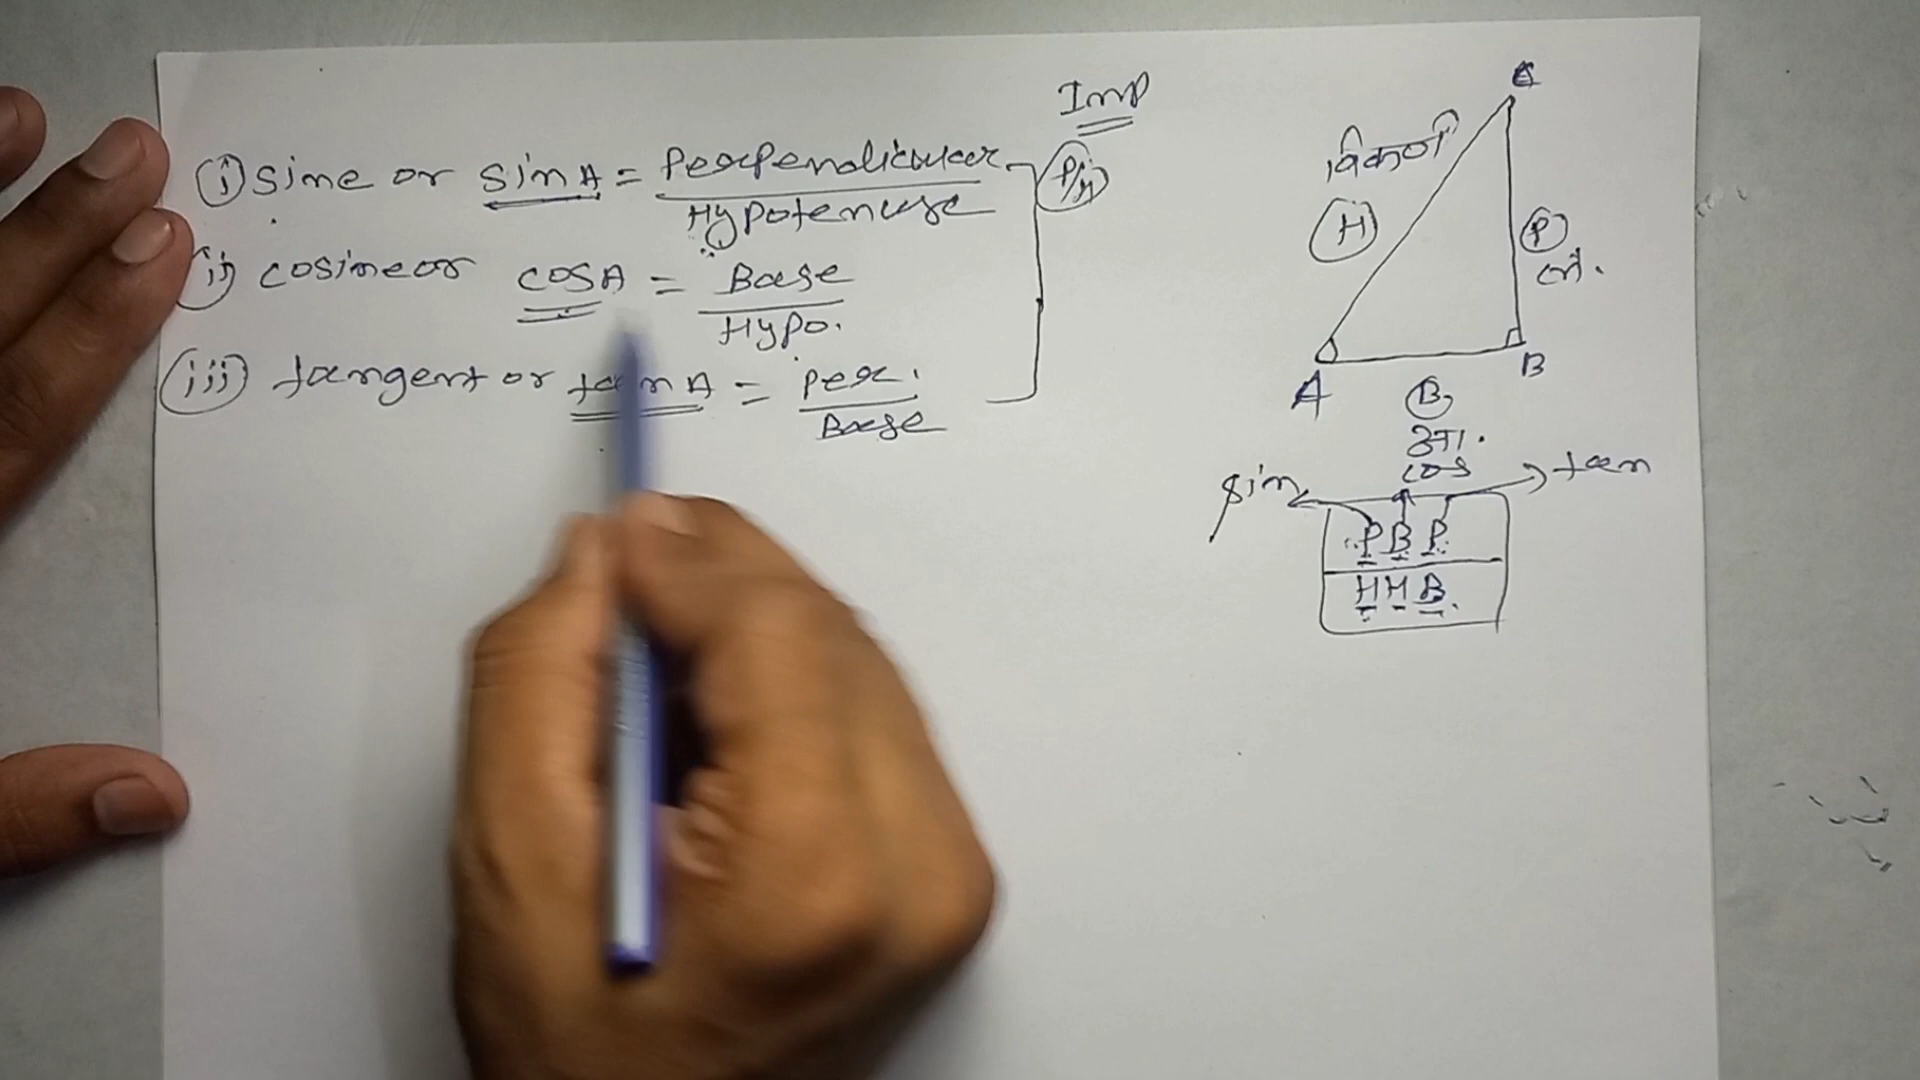 Imp
(i) sine or sin A = Perpendicular / Hypotenuse
P/H
(ii) cosine or cosA = Base / Hypo.
(iii) tangent or tan A = Per. / Base
C
विकर्ण
H
P
लं.
A
B
B
आ.
sin cos tan
P B P
H H B.